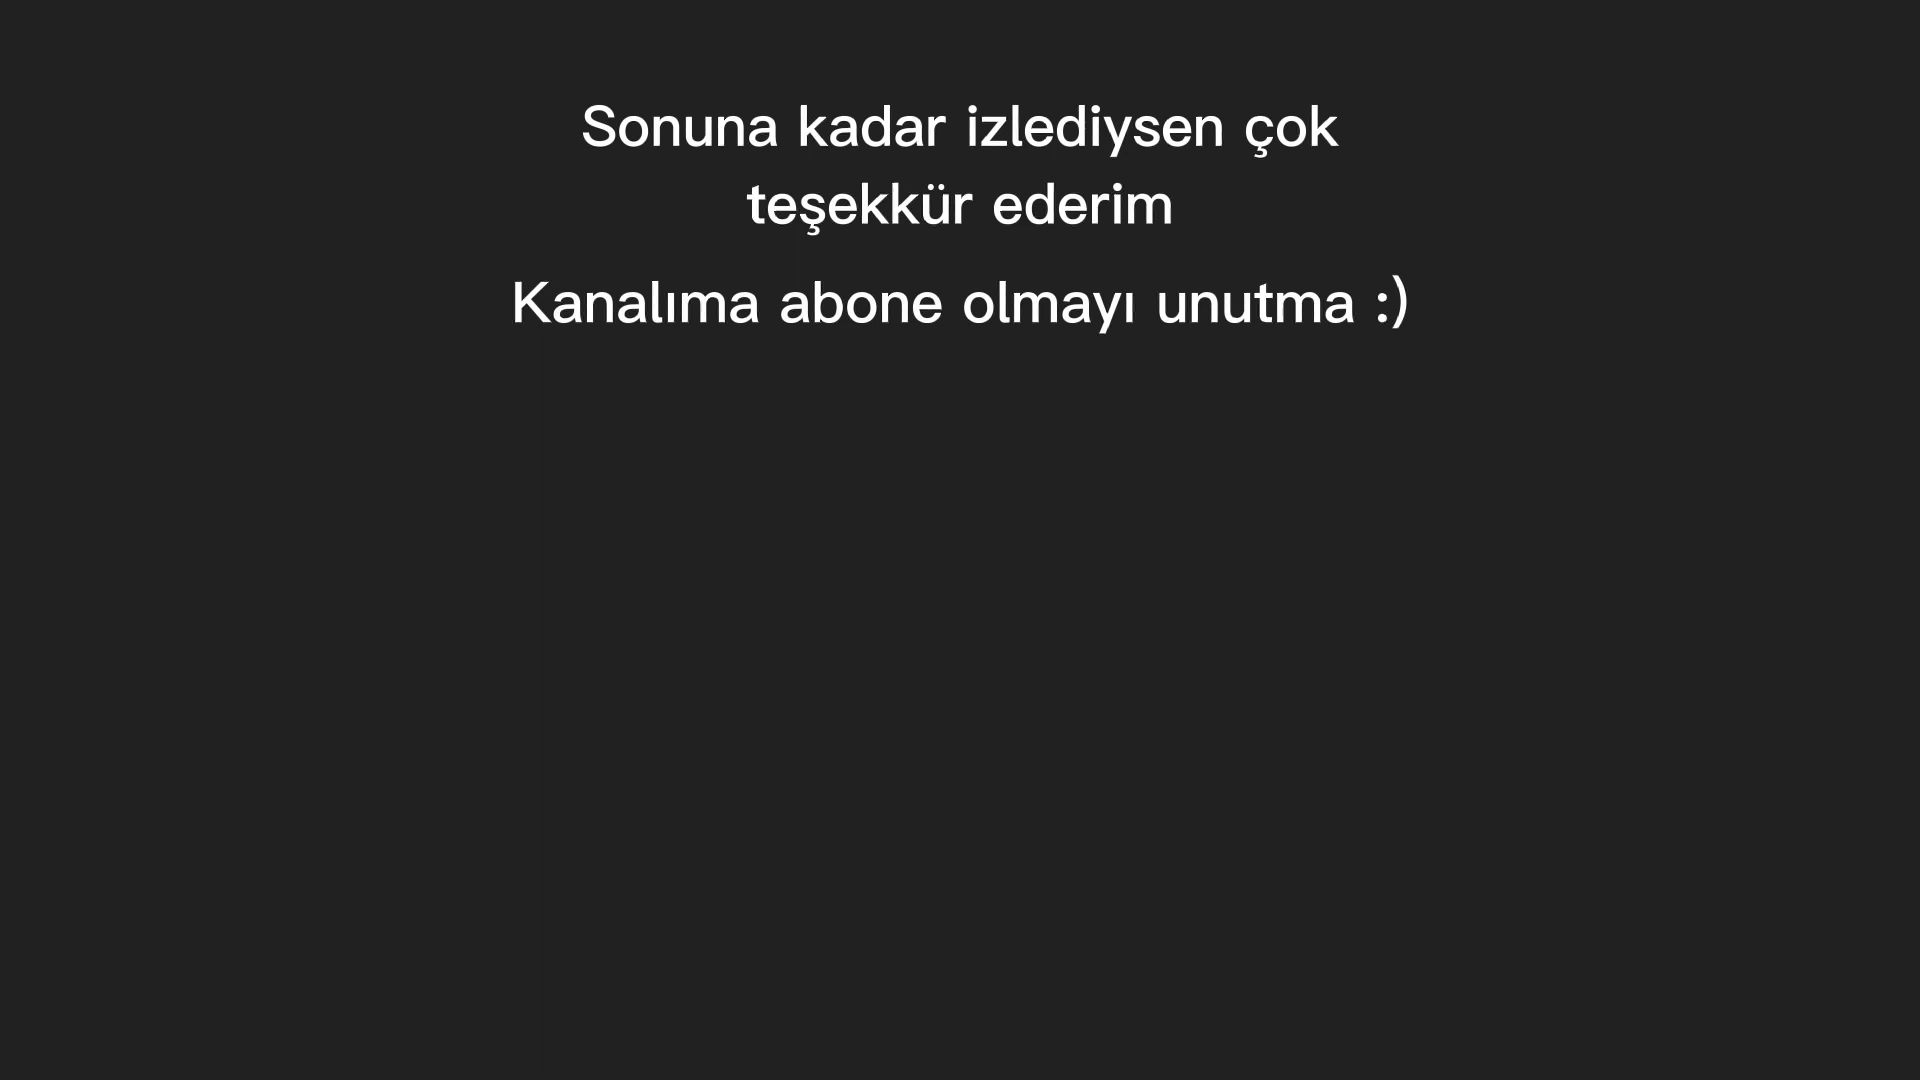 Sonuna kadar izlediysen çok
teşekkür ederim
Kanalıma abone olmayı unutma :)